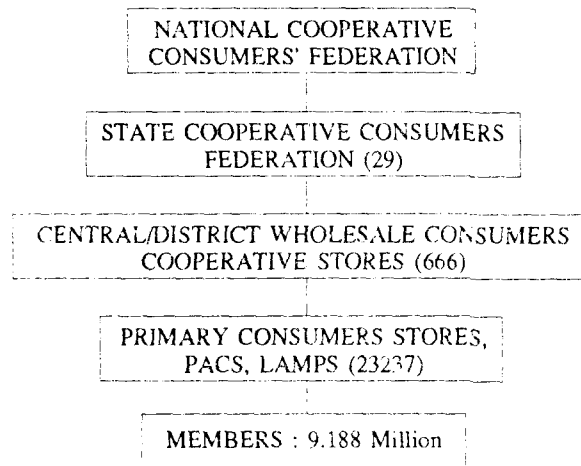 NATIONAL COOPERATIVE
CONSUMERS' FEDERATION
STATE COOPERATIVE CONSUMERS
FEDERATION (29)
CENTRAL/DISTRICT WHOLESALE CONSUMERS
COOPERATIVE STORES (666)
PRIMARY CONSUMERS STORES,
PACS, LAMPS (23237)
MEMBERS : 9.188 Million